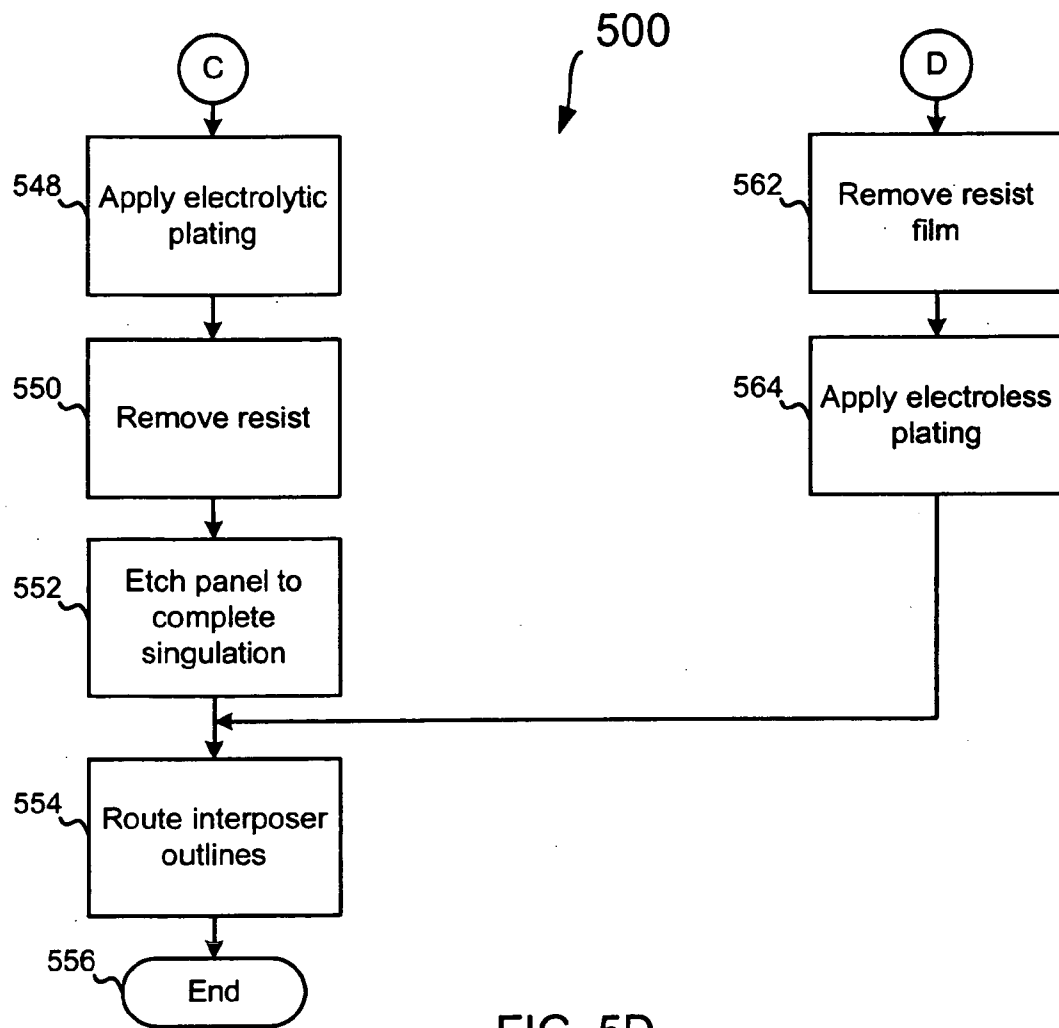 500
C
548
Apply electrolytic
plating
550
Remove resist
552
Etch panel to
complete
singulation
554
Route interposer
outlines
556
End
D
562
Remove resist
film
564
Apply electroless
plating
FIG. 5D